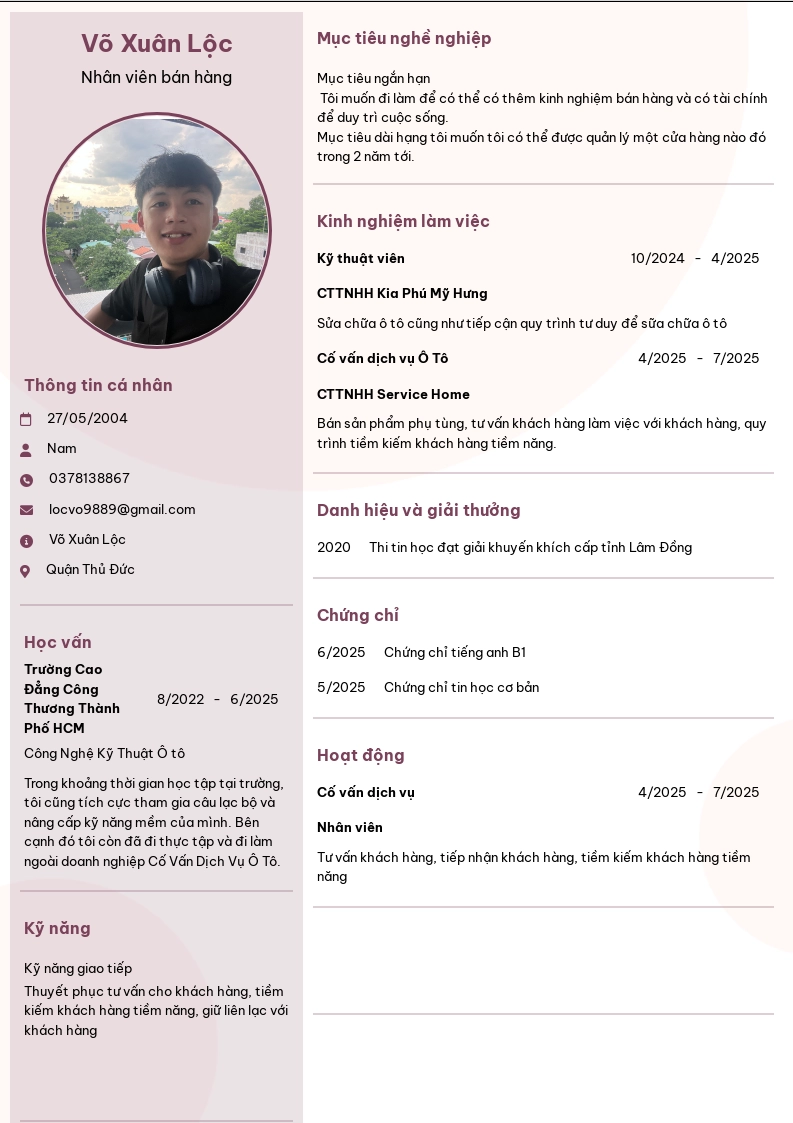 Võ Xuân Lộc
Nhân viên bán hàng
Thông tin cá nhân
27/05/2004
Nam
0378138867
locvo9889@gmail.com
Võ Xuân Lộc
Quận Thủ Đức
Học vấn
Trường Cao
Đẳng Công
Thương Thành
Phố HCM
8/2022 - 6/2025
Công Nghệ Kỹ Thuật Ô tô
Trong khoảng thời gian học tập tại trường,
tôi cũng tích cực tham gia câu lạc bộ và
nâng cấp kỹ năng mềm của mình. Bên
cạnh đó tôi còn đã đi thực tập và đi làm
ngoài doanh nghiệp Cố Vấn Dịch Vụ Ô Tô.
Kỹ năng
Kỹ năng giao tiếp
Thuyết phục tư vấn cho khách hàng, tiềm
kiếm khách hàng tiềm năng, giữ liên lạc với
khách hàng
Mục tiêu nghề nghiệp
Mục tiêu ngắn hạn
Tôi muốn đi làm để có thể có thêm kinh nghiệm bán hàng và có tài chính
để duy trì cuộc sống.
Mục tiêu dài hạng tôi muốn tôi có thể được quản lý một cửa hàng nào đó
trong 2 năm tới.
Kinh nghiệm làm việc
Kỹ thuật viên 10/2024 - 4/2025
CTTNHH Kia Phú Mỹ Hưng
Sửa chữa ô tô cũng như tiếp cận quy trình tư duy để sữa chữa ô tô
Cố vấn dịch vụ Ô Tô 4/2025 - 7/2025
CTTNHH Service Home
Bán sản phẩm phụ tùng, tư vấn khách hàng làm việc với khách hàng, quy
trình tiềm kiếm khách hàng tiềm năng.
Danh hiệu và giải thưởng
2020 Thi tin học đạt giải khuyến khích cấp tỉnh Lâm Đồng
Chứng chỉ
6/2025 Chứng chỉ tiếng anh B1
5/2025 Chứng chỉ tin học cơ bản
Hoạt động
Cố vấn dịch vụ 4/2025 - 7/2025
Nhân viên
Tư vấn khách hàng, tiếp nhận khách hàng, tiềm kiếm khách hàng tiềm
năng